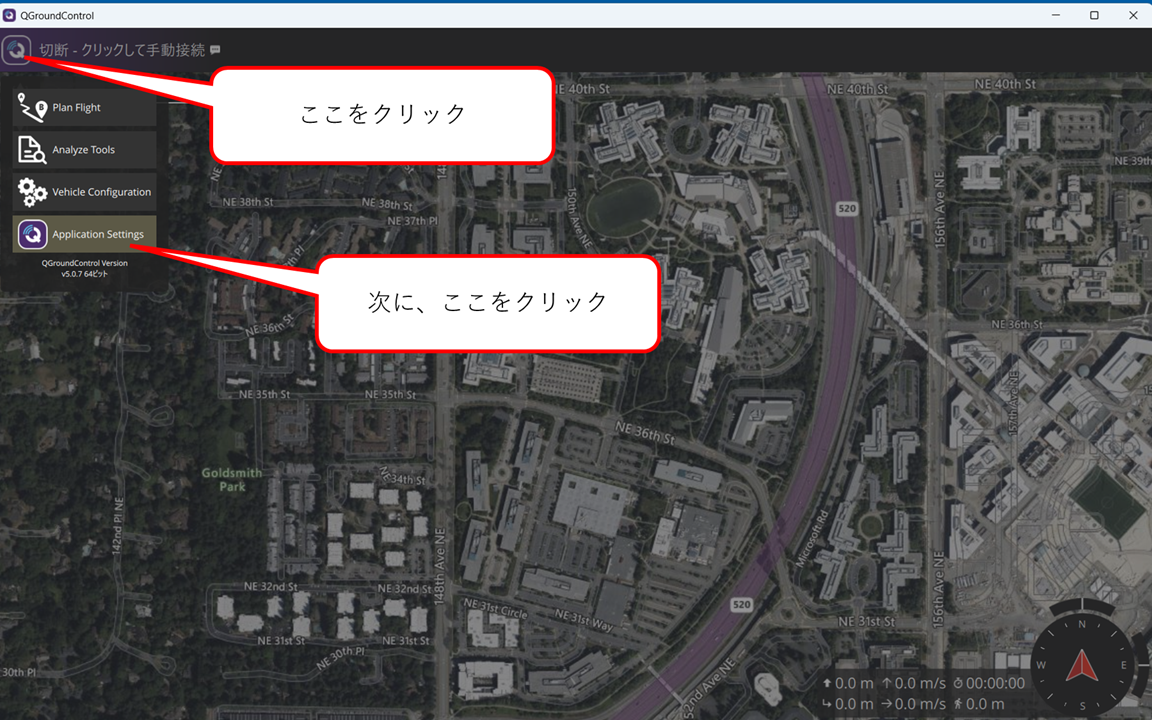 QGroundControl
切断 - クリックして手動接続
ここをクリック
Plan Flight
Analyze Tools
Vehicle Configuration
Application Settings
QGroundControl Version
v5.0.7 64ビット
次に、ここをクリック
NE 40th St
NE 40th St
NE 40th St
NE 39th
NE 38th St
NE 38th St
NE 37th Pl
150th Ave NE
520
156th Ave NE
NE 36th St
NE 36th St
NE 35th St
NE 35th St
NE 36th St
157th Ave NE
Goldsmith
Park
NE 34th St
142nd Pl NE
148th Ave NE
Microsoft Rd
156th Ave NE
NE 32nd St
NE 32nd St
NE 31st Circle
NE 31st Way
520
NE 31st St
NE 31st St
NE 31st St
NE 30th Pl
30th Pl
52nd Ave NE
N
W
E
S
0.0 m
0.0 m/s
00:00:00
0.0 m
0.0 m/s
0.0 m